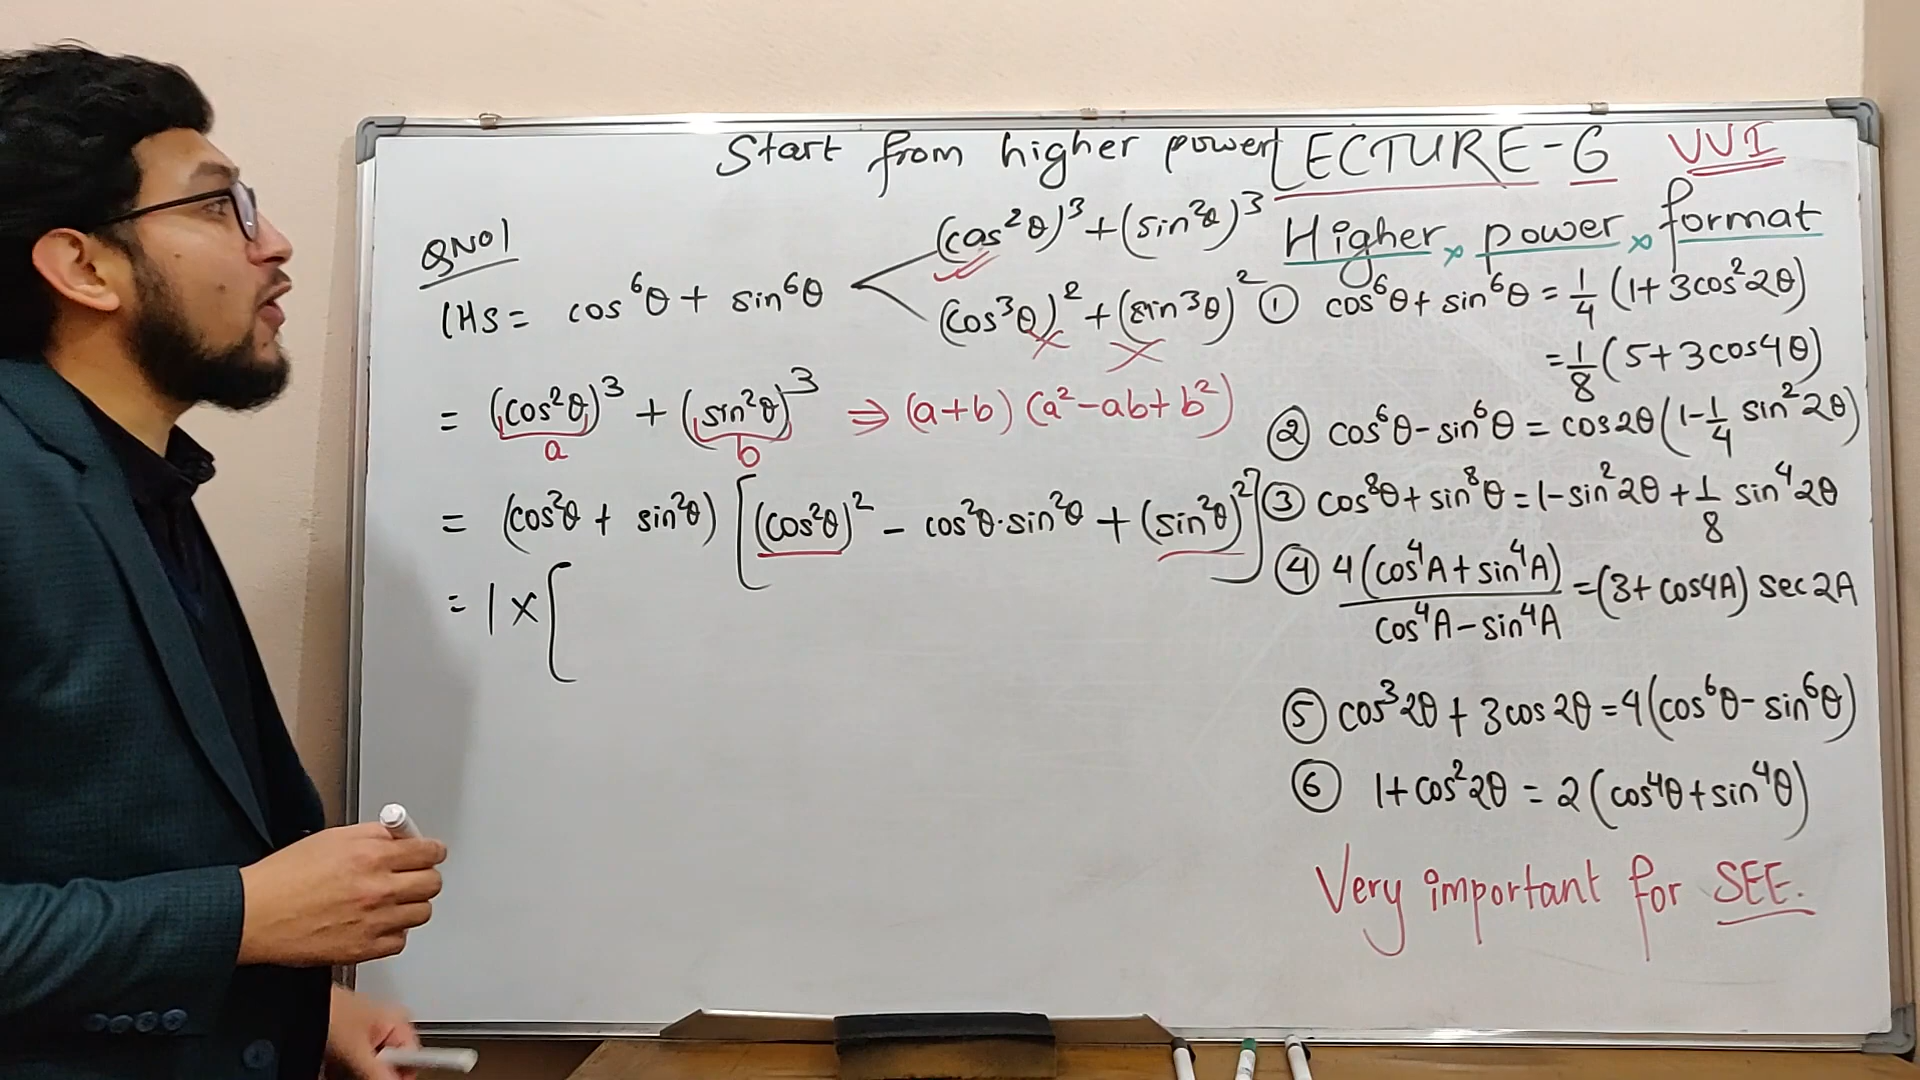 Start from higher power
LECTURE-6 VVI
Higher power format
QNO1
LHS = cos⁶θ + sin⁶θ
(cos²θ)³ + (sin²θ)³
(cos³θ)² + (sin³θ)²
= (cos²θ)³ + (sin²θ)³ ⇒ (a+b) (a²-ab+b²)
a b
= (cos²θ + sin²θ) [(cos²θ)² - cos²θ·sin²θ + (sin²θ)²]
= 1 × [
① cos⁶θ + sin⁶θ = 1/4 (1+3cos²2θ)
= 1/8 (5+3cos4θ)
② cos⁶θ - sin⁶θ = cos2θ (1 - 1/4 sin²2θ)
③ cos⁸θ + sin⁸θ = 1 - sin²2θ + 1/8 sin⁴2θ
④ 4(cos⁴A + sin⁴A) / cos⁴A - sin⁴A = (3+cos4A) sec2A
⑤ cos³2θ + 3cos2θ = 4(cos⁶θ - sin⁶θ)
⑥ 1+cos²2θ = 2(cos⁴θ + sin⁴θ)
Very important for SEE.